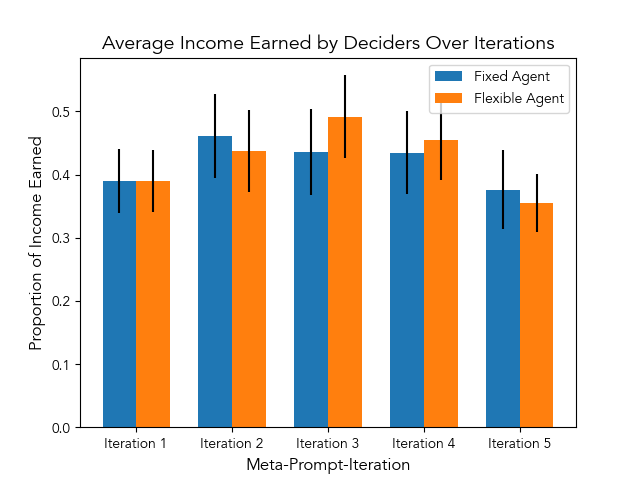 Average Income Earned by Deciders Over Iterations
Fixed Agent
Flexible Agent
Proportion of Income Earned
0.5
0.4
0.3
0.2
0.1
0.0
Iteration 1
Iteration 2
Iteration 3
Iteration 4
Iteration 5
Meta-Prompt-Iteration